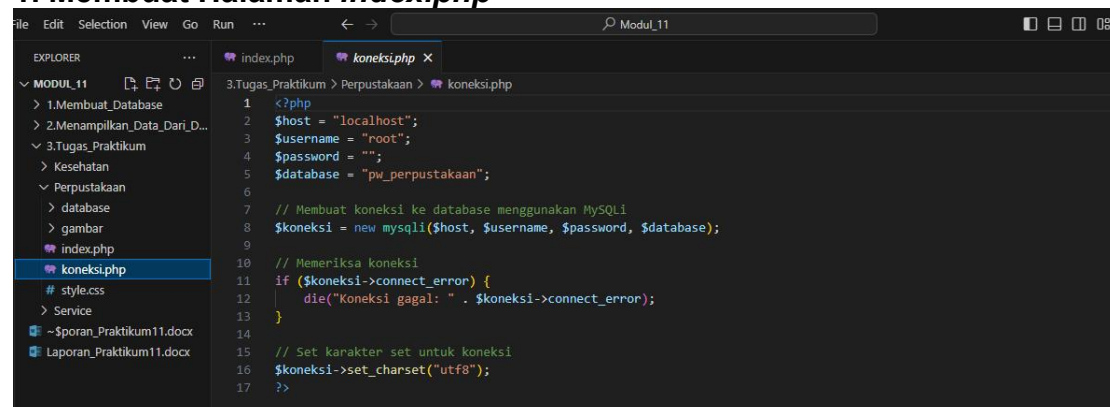 1. Membuat Halaman index.php
File Edit Selection View Go Run ··· ← → Modul_11
EXPLORER ···
index.php koneksi.php ×
MODUL_11
3.Tugas_Praktikum > Perpustakaan > koneksi.php
> 1.Membuat_Database
> 2.Menampilkan_Data_Dari_D...
3.Tugas_Praktikum
> Kesehatan
Perpustakaan
> database
> gambar
index.php
koneksi.php
# style.css
> Service
~$poran_Praktikum11.docx
Laporan_Praktikum11.docx
1 <?php
2 $host = "localhost";
3 $username = "root";
4 $password = "";
5 $database = "pw_perpustakaan";
6
7 // Membuat koneksi ke database menggunakan MySQLi
8 $koneksi = new mysqli($host, $username, $password, $database);
9
10 // Memeriksa koneksi
11 if ($koneksi->connect_error) {
12 die("Koneksi gagal: " . $koneksi->connect_error);
13 }
14
15 // Set karakter set untuk koneksi
16 $koneksi->set_charset("utf8");
17 ?>